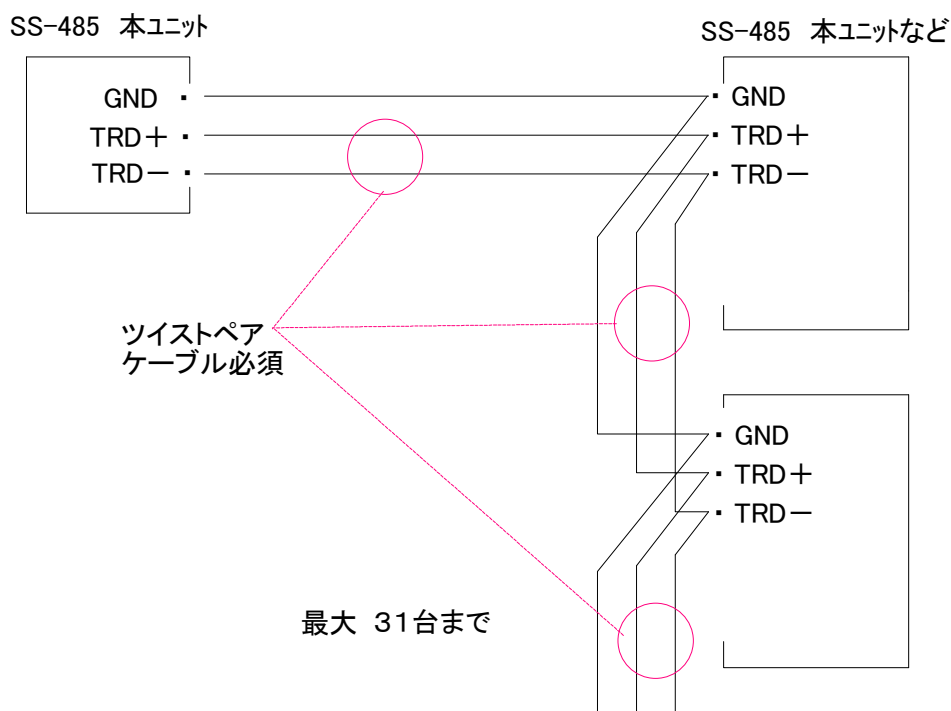 SS-485 本ユニット
GND
TRD＋
TRD－
SS-485 本ユニットなど
GND
TRD＋
TRD－
ツイストペア
ケーブル必須
GND
TRD＋
TRD－
最大 31台まで